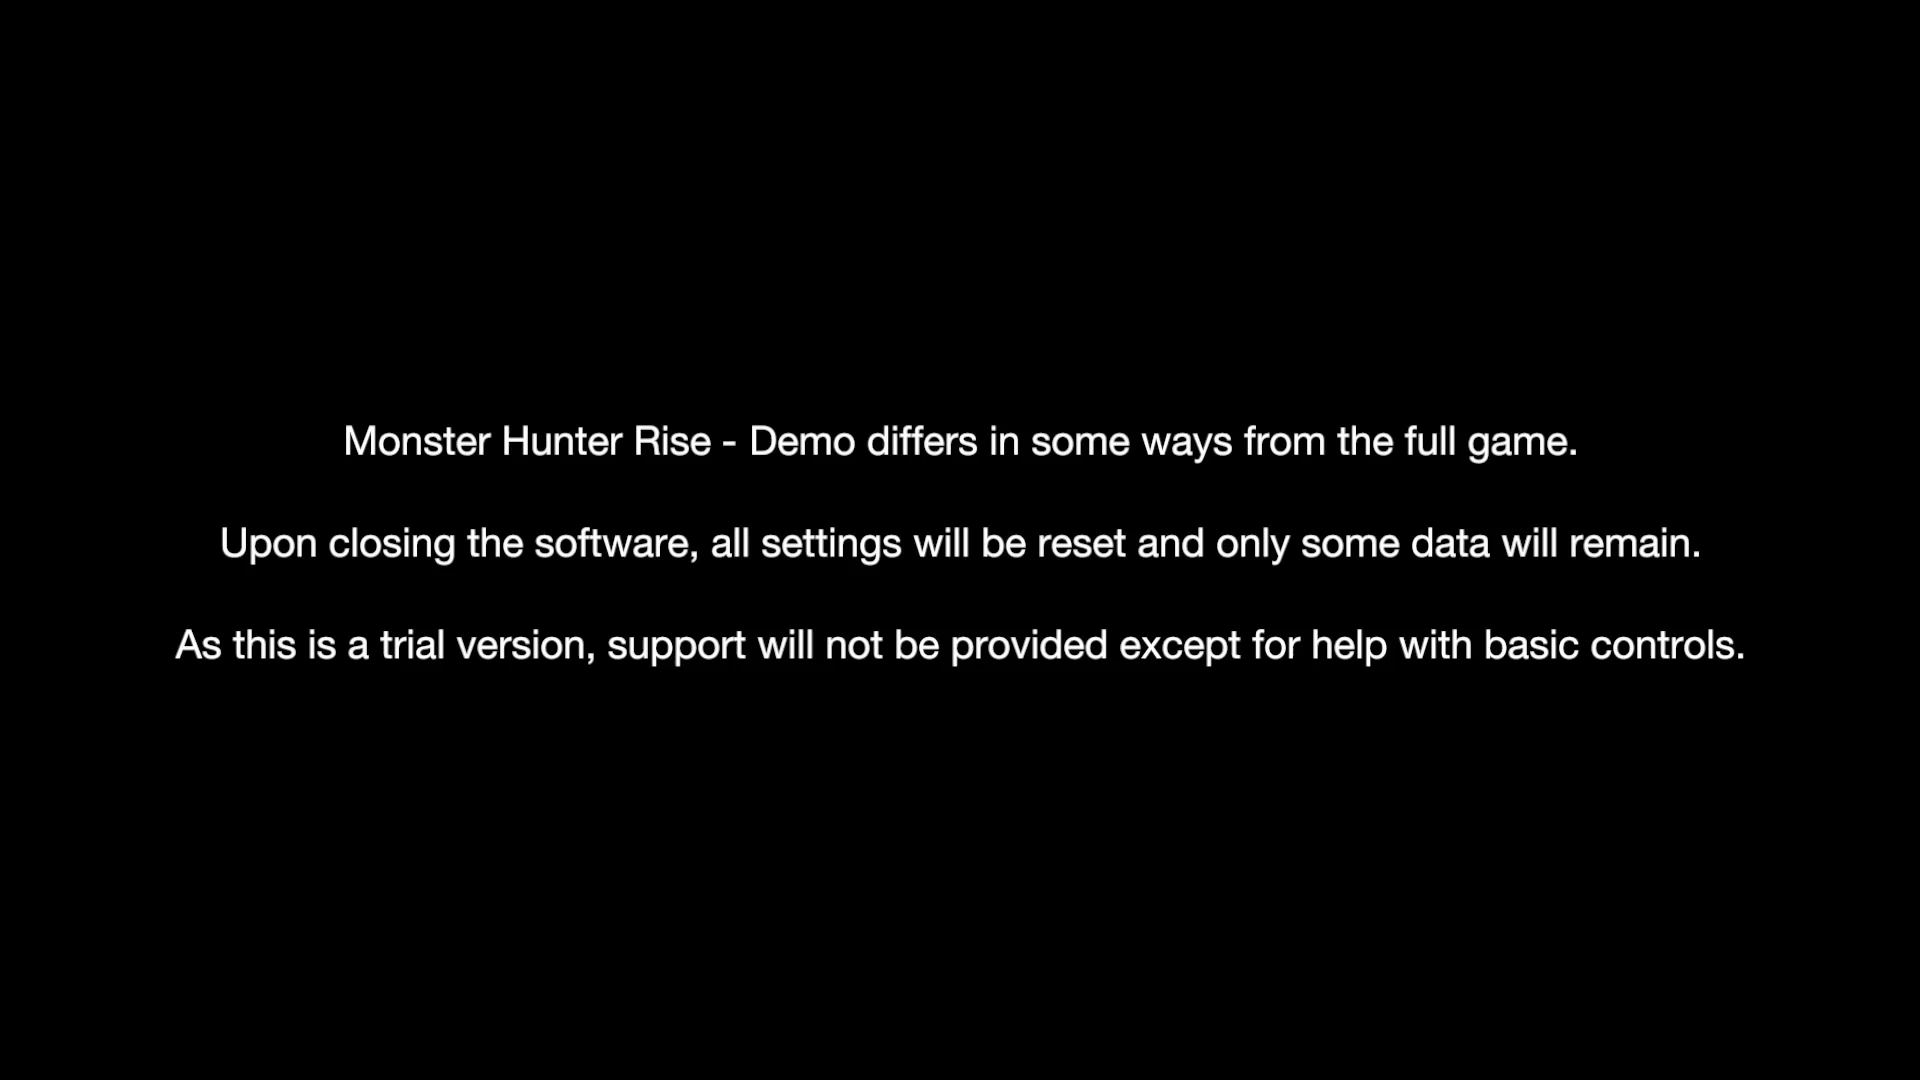 Monster Hunter Rise - Demo differs in some ways from the full game.
Upon closing the software, all settings will be reset and only some data will remain.
As this is a trial version, support will not be provided except for help with basic controls.